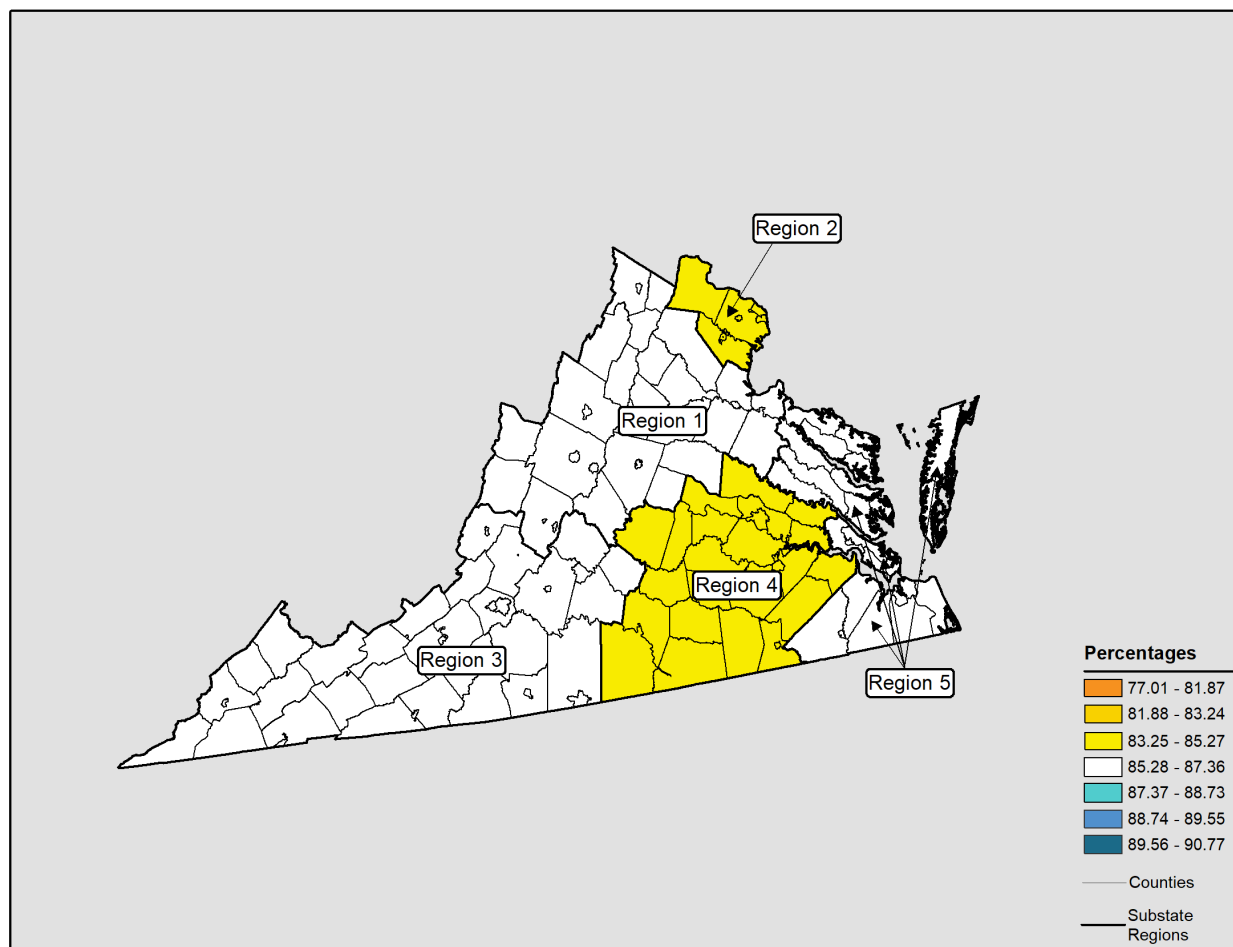 Region 2
Region 1
Region 4
Region 3
Region 5
Percentages
77.01 - 81.87
81.88 - 83.24
83.25 - 85.27
85.28 - 87.36
87.37 - 88.73
88.74 - 89.55
89.56 - 90.77
Counties
Substate
Regions